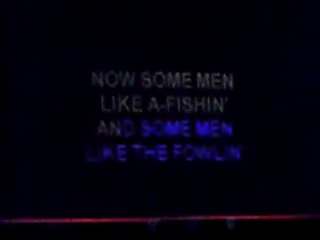 NOW SOME MEN
LIKE A-FISHIN'
AND SOME MEN
LIKE THE FOWLIN'